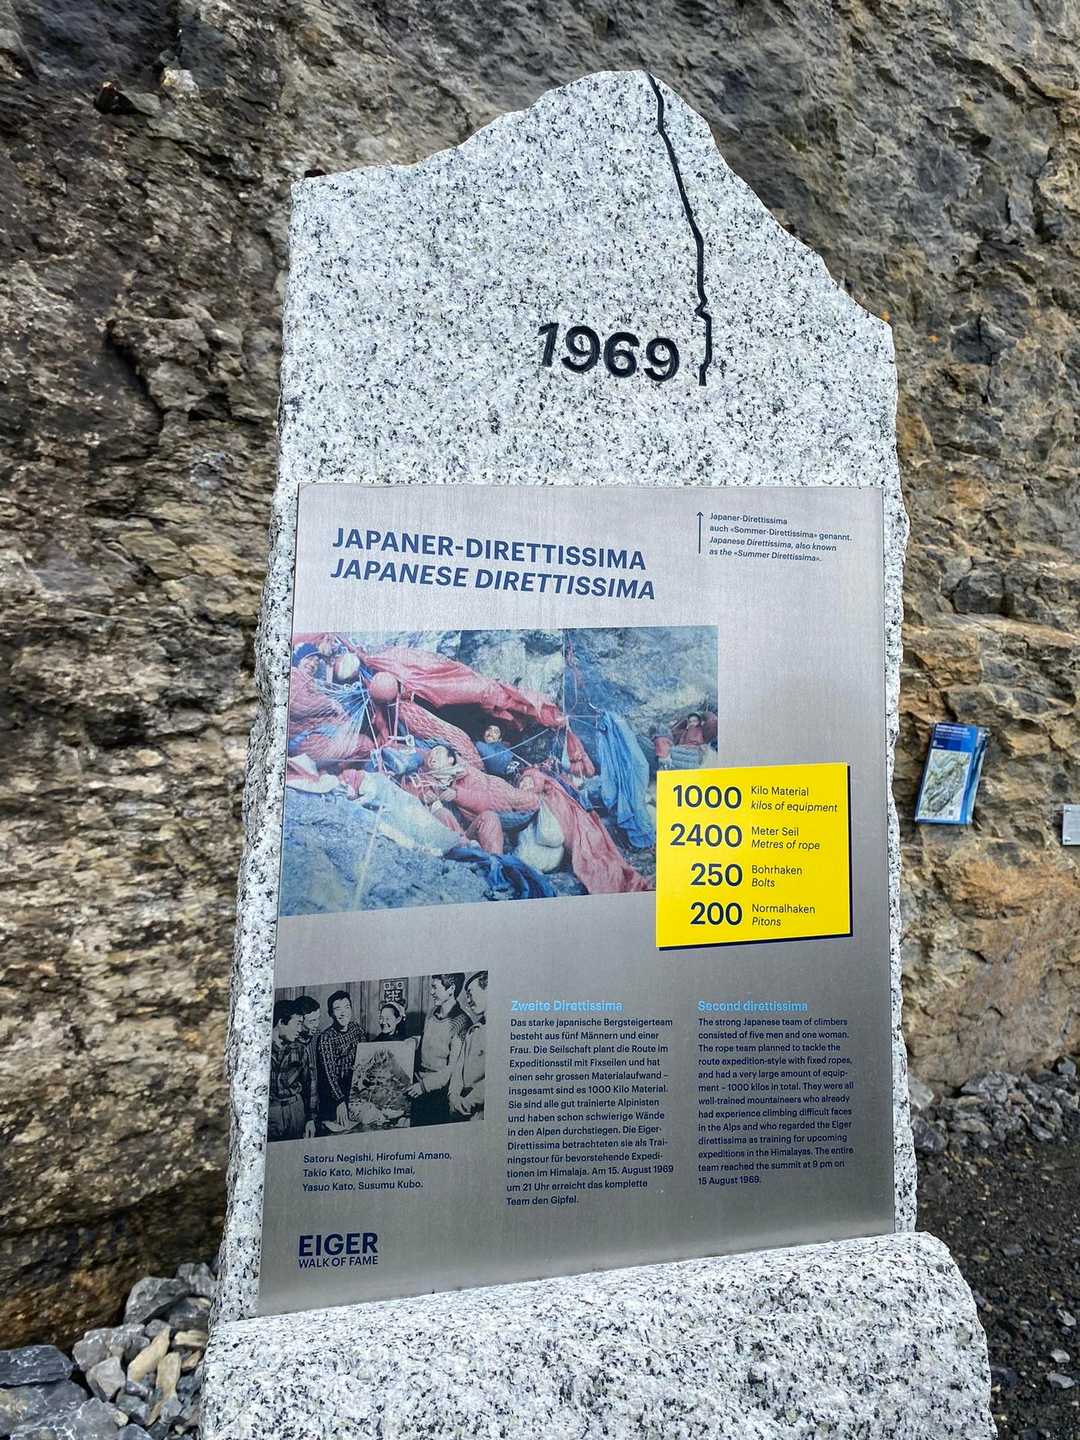 1969
JAPANER-DIRETTISSIMA
JAPANESE DIRETTISSIMA
Japaner-Direttissima
auch «Sommer-Direttissima» genannt.
Japanese Direttissima, also known
as the «Summer Direttissima».
1000 Kilo Material
kilos of equipment
2400 Meter Seil
Metres of rope
250 Bohrhaken
Bolts
200 Normalhaken
Pitons
Satoru Negishi, Hirofumi Amano,
Takio Kato, Michiko Imai,
Yasuo Kato, Susumu Kubo.
Zweite Direttissima
Das starke japanische Bergsteigerteam
besteht aus fünf Männern und einer
Frau. Die Seilschaft plant die Route im
Expeditionsstil mit Fixseilen und hat
einen sehr grossen Materialaufwand –
insgesamt sind es 1000 Kilo Material.
Sie sind alle gut trainierte Alpinisten
und haben schon schwierige Wände
in den Alpen durchstiegen. Die Eiger-
Direttissima betrachteten sie als Trai-
ningstour für bevorstehende Expedi-
tionen im Himalaja. Am 15. August 1969
um 21 Uhr erreicht das komplette
Team den Gipfel.
Second direttissima
The strong Japanese team of climbers
consisted of five men and one woman.
The rope team planned to tackle the
route expedition-style with fixed ropes,
and had a very large amount of equip-
ment – 1000 kilos in total. They were all
well-trained mountaineers who already
had experience climbing difficult faces
in the Alps and who regarded the Eiger
direttissima as training for upcoming
expeditions in the Himalayas. The entire
team reached the summit at 9 pm on
15 August 1969.
EIGER
WALK OF FAME